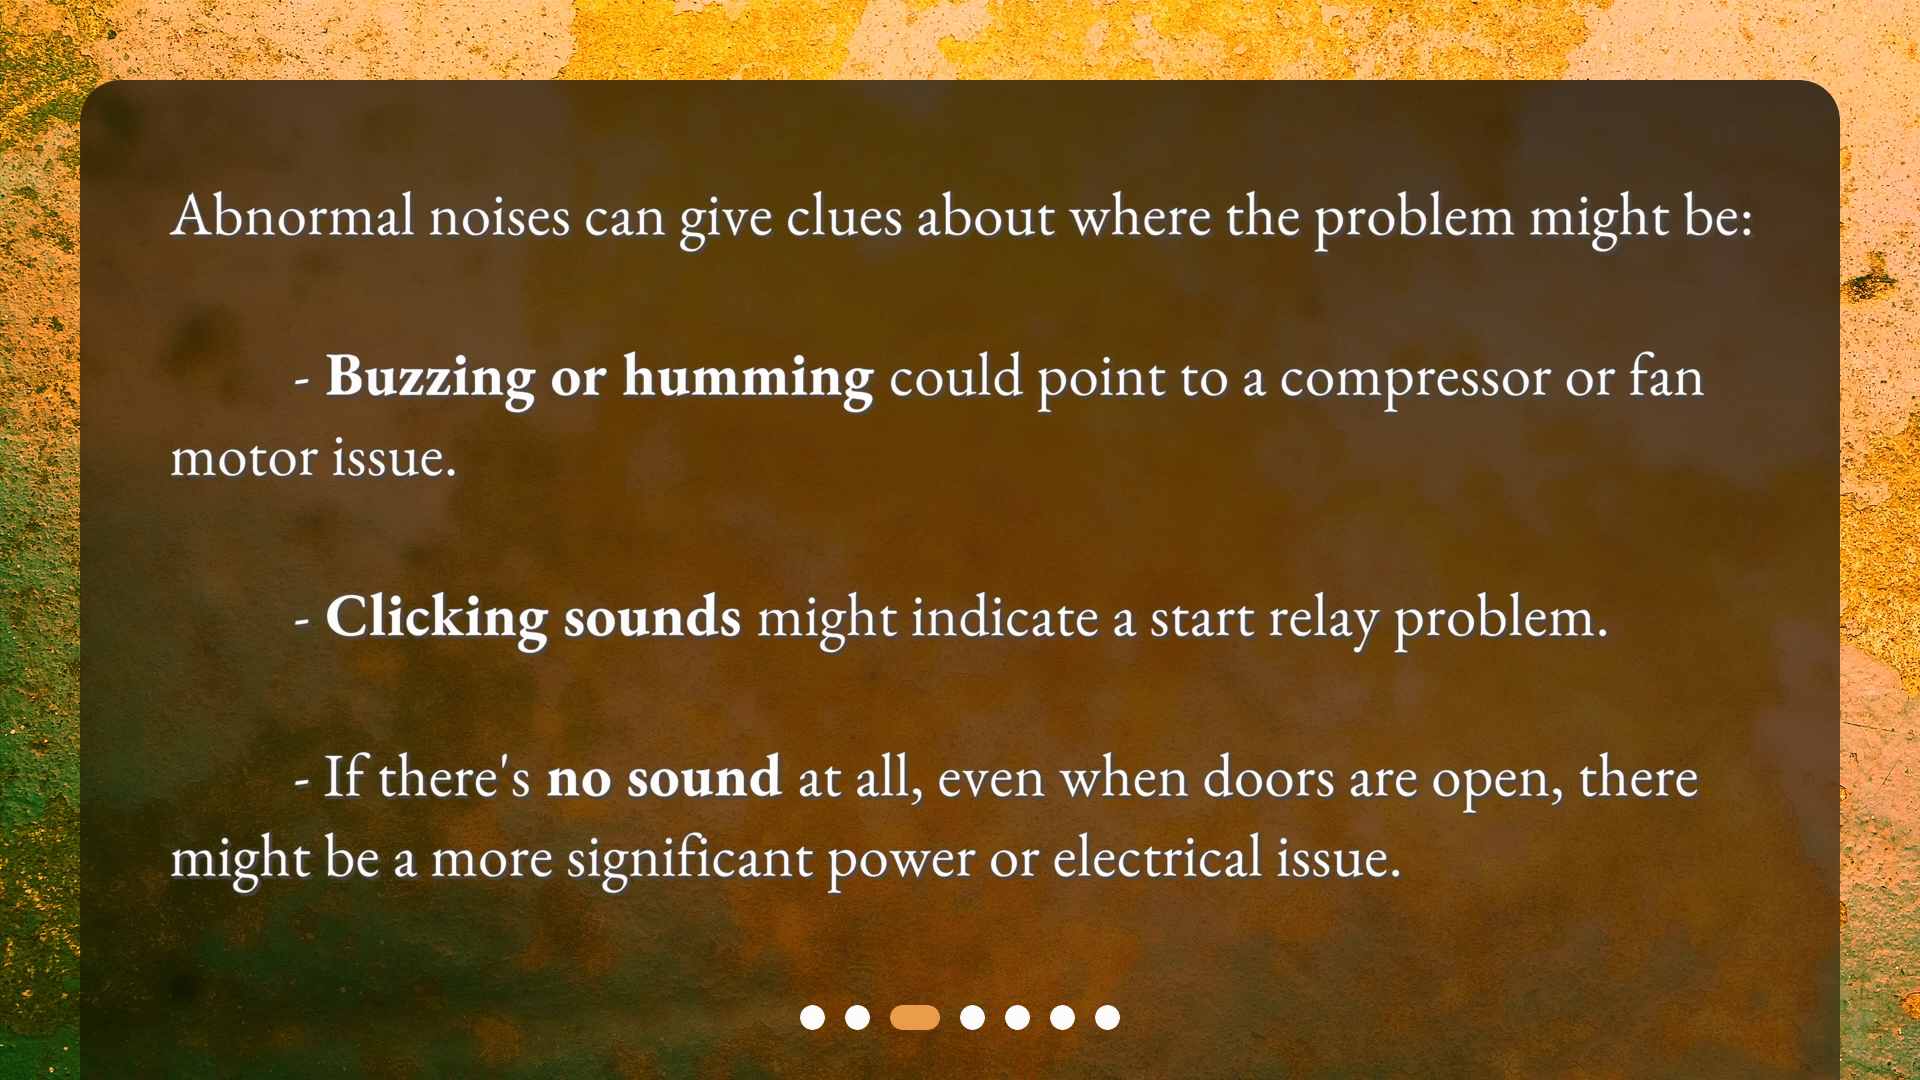 Abnormal noises can give clues about where the problem might be:
- Buzzing or humming could point to a compressor or fan
motor issue.
- Clicking sounds might indicate a start relay problem.
- If there's no sound at all, even when doors are open, there
might be a more significant power or electrical issue.